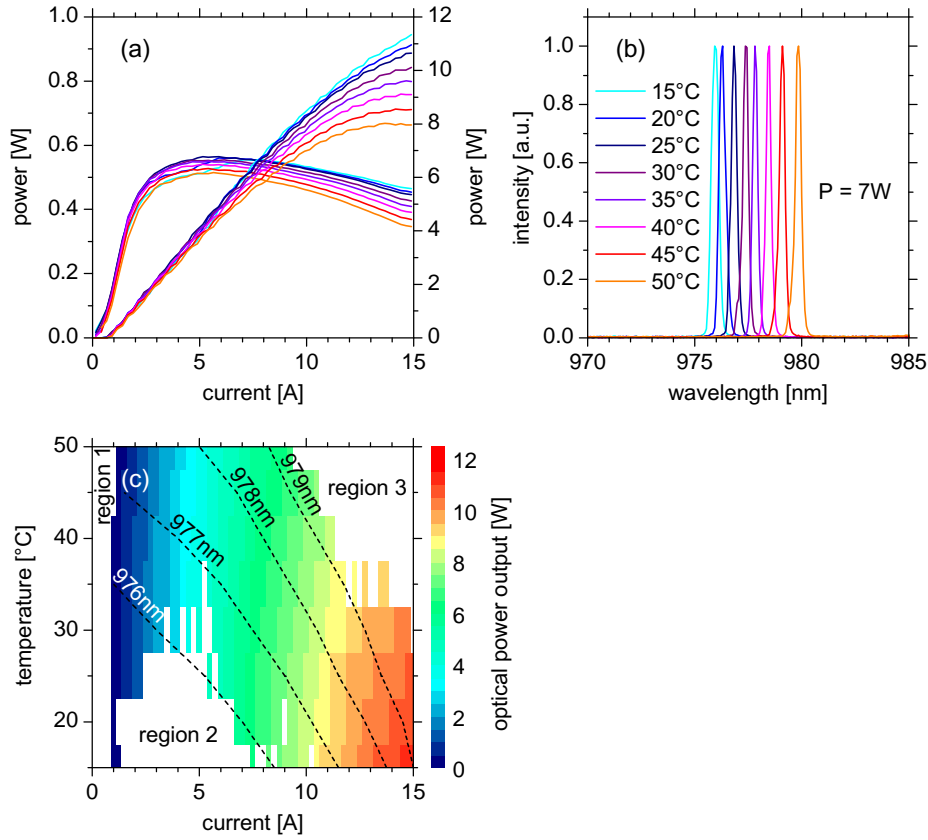 (a)
power [W]
1.0
0.8
0.6
0.4
0.2
0.0
12
10
8
6
4
2
0
power [W]
0 5 10 15
current [A]
(b)
intensity [a.u.]
1.0
0.8
0.6
0.4
0.2
0.0
15°C
20°C
25°C
30°C
35°C
40°C
45°C
50°C
P = 7W
970 975 980 985
wavelength [nm]
(c)
temperature [°C]
50
40
30
20
region 1
region 2
region 3
976nm
977nm
978nm
979nm
0 5 10 15
current [A]
12
10
8
6
4
2
0
optical power output [W]